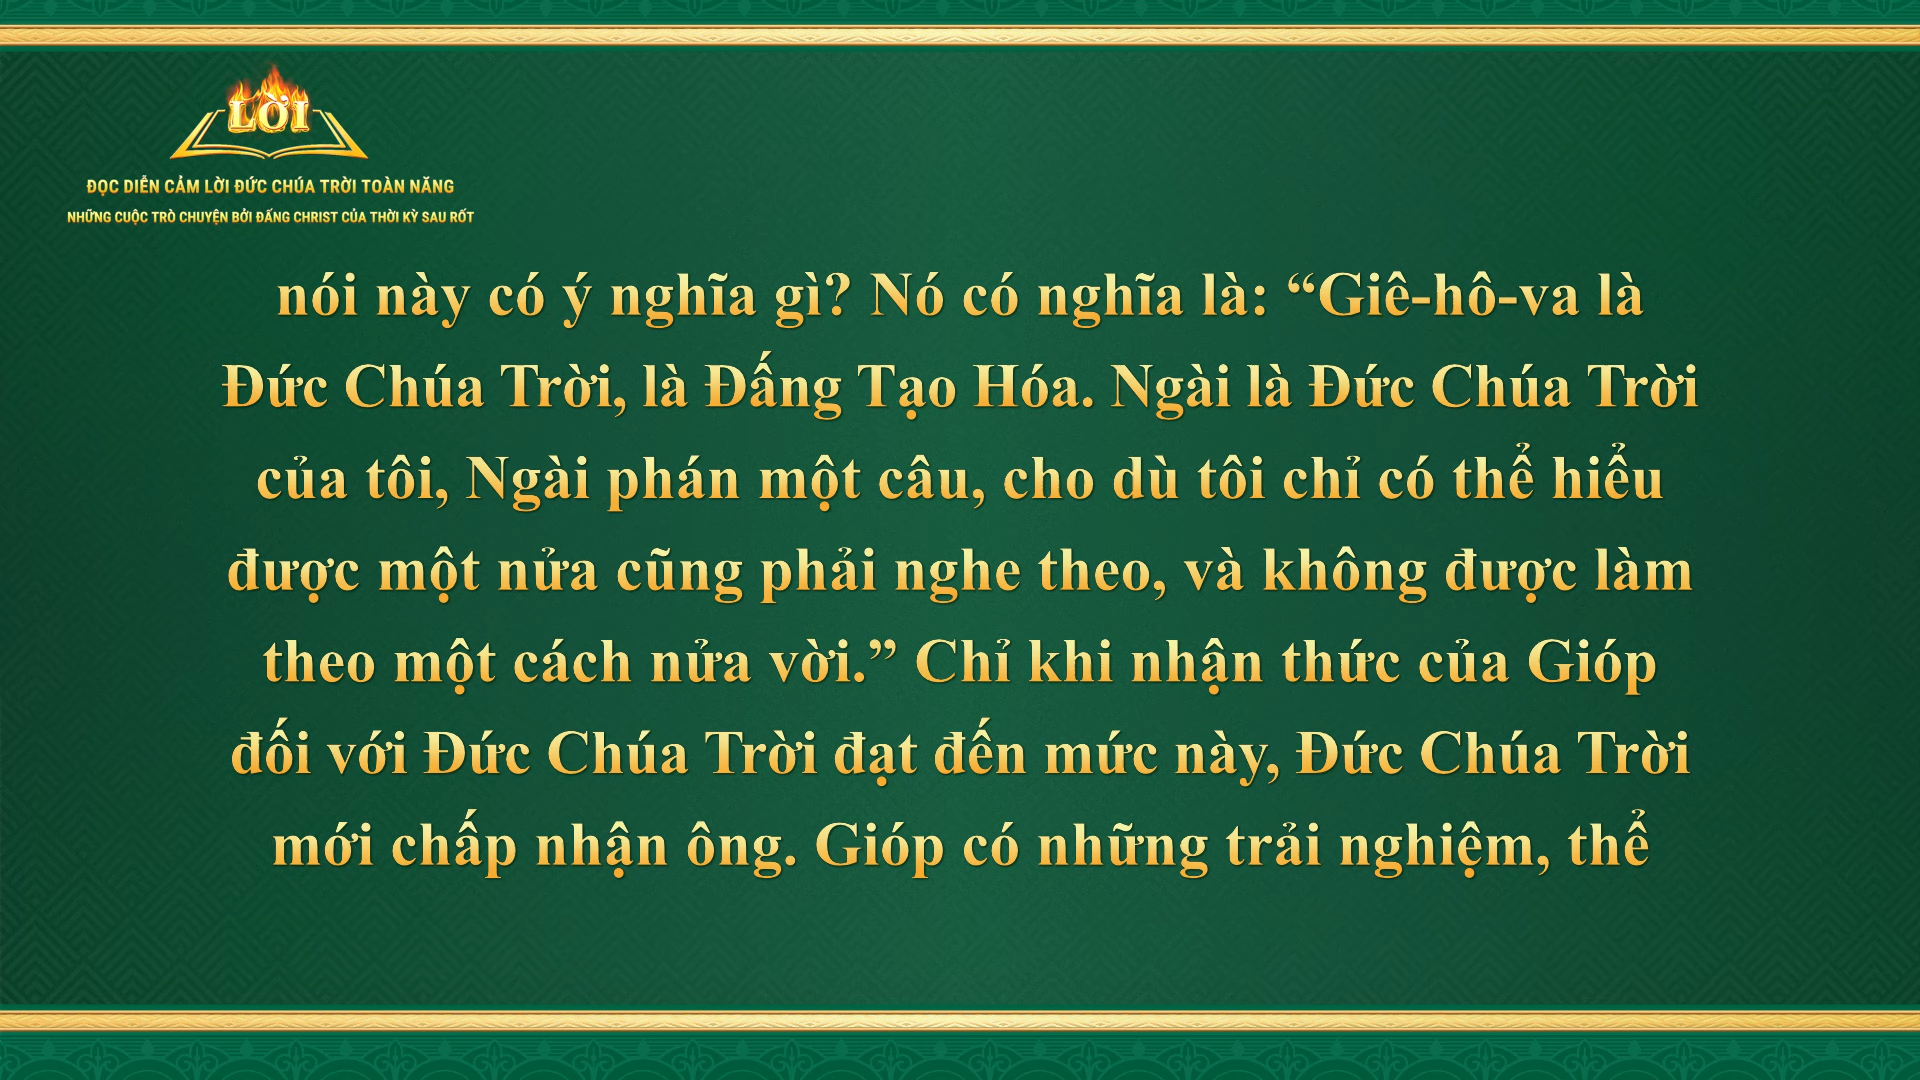 LỜI
ĐỌC DIỄN CẢM LỜI ĐỨC CHÚA TRỜI TOÀN NĂNG
NHỮNG CUỘC TRÒ CHUYỆN BỞI ĐẤNG CHRIST CỦA THỜI KỲ SAU RỐT
nói này có ý nghĩa gì? Nó có nghĩa là: “Giê-hô-va là
Đức Chúa Trời, là Đấng Tạo Hóa. Ngài là Đức Chúa Trời
của tôi, Ngài phán một câu, cho dù tôi chỉ có thể hiểu
được một nửa cũng phải nghe theo, và không được làm
theo một cách nửa vời.” Chỉ khi nhận thức của Gióp
đối với Đức Chúa Trời đạt đến mức này, Đức Chúa Trời
mới chấp nhận ông. Gióp có những trải nghiệm, thể